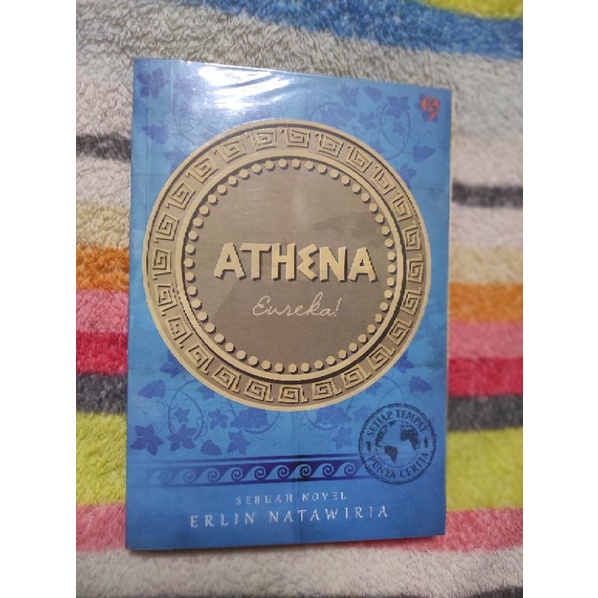 ATHENA
Eureka!
SETIAP TEMPAT
PUNYA CERITA
SEBUAH NOVEL
ERLIN NATAWIRIA